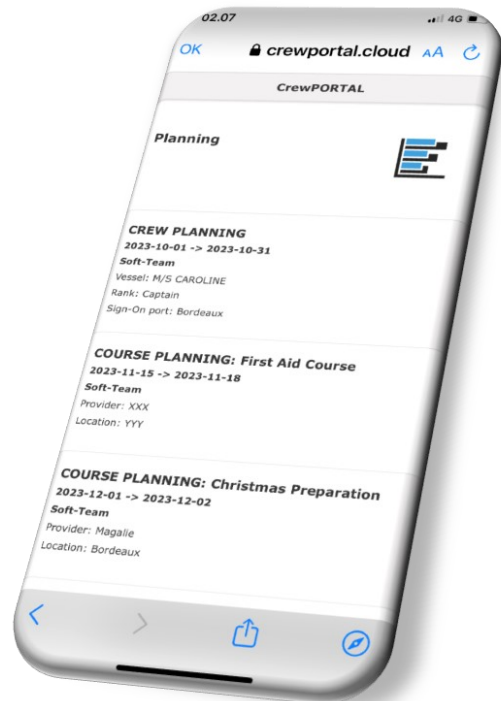 02.07 4G
OK crewportal.cloud AA
CrewPORTAL
Planning
CREW PLANNING
2023-10-01 -> 2023-10-31
Soft-Team
Vessel: M/S CAROLINE
Rank: Captain
Sign-On port: Bordeaux
COURSE PLANNING: First Aid Course
2023-11-15 -> 2023-11-18
Soft-Team
Provider: XXX
Location: YYY
COURSE PLANNING: Christmas Preparation
2023-12-01 -> 2023-12-02
Soft-Team
Provider: Magalie
Location: Bordeaux